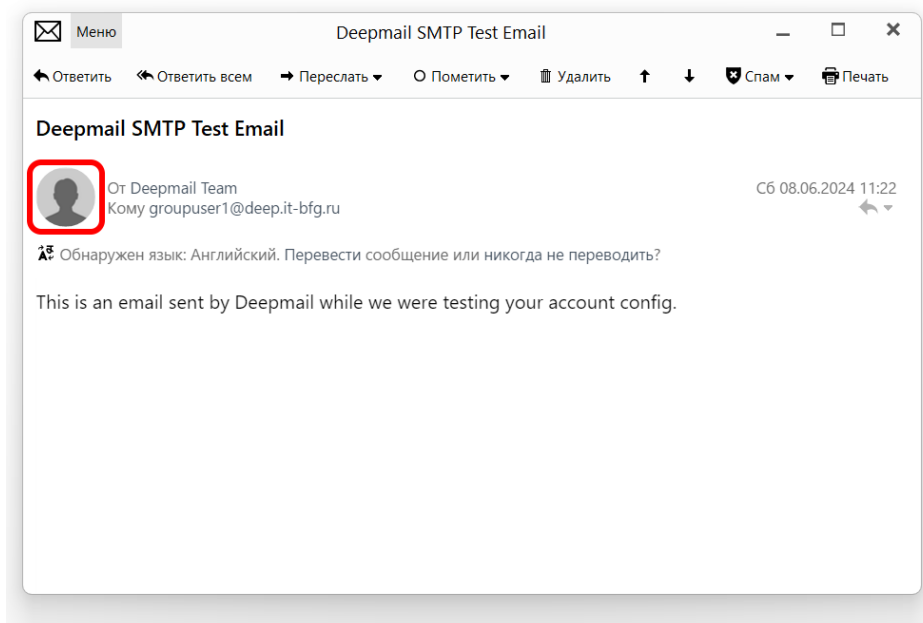 Меню Deepmail SMTP Test Email
Ответить Ответить всем Переслать Пометить Удалить Спам Печать
Deepmail SMTP Test Email
От Deepmail Team Сб 08.06.2024 11:22
Кому groupuser1@deep.it-bfg.ru
Обнаружен язык: Английский. Перевести сообщение или никогда не переводить?
This is an email sent by Deepmail while we were testing your account config.